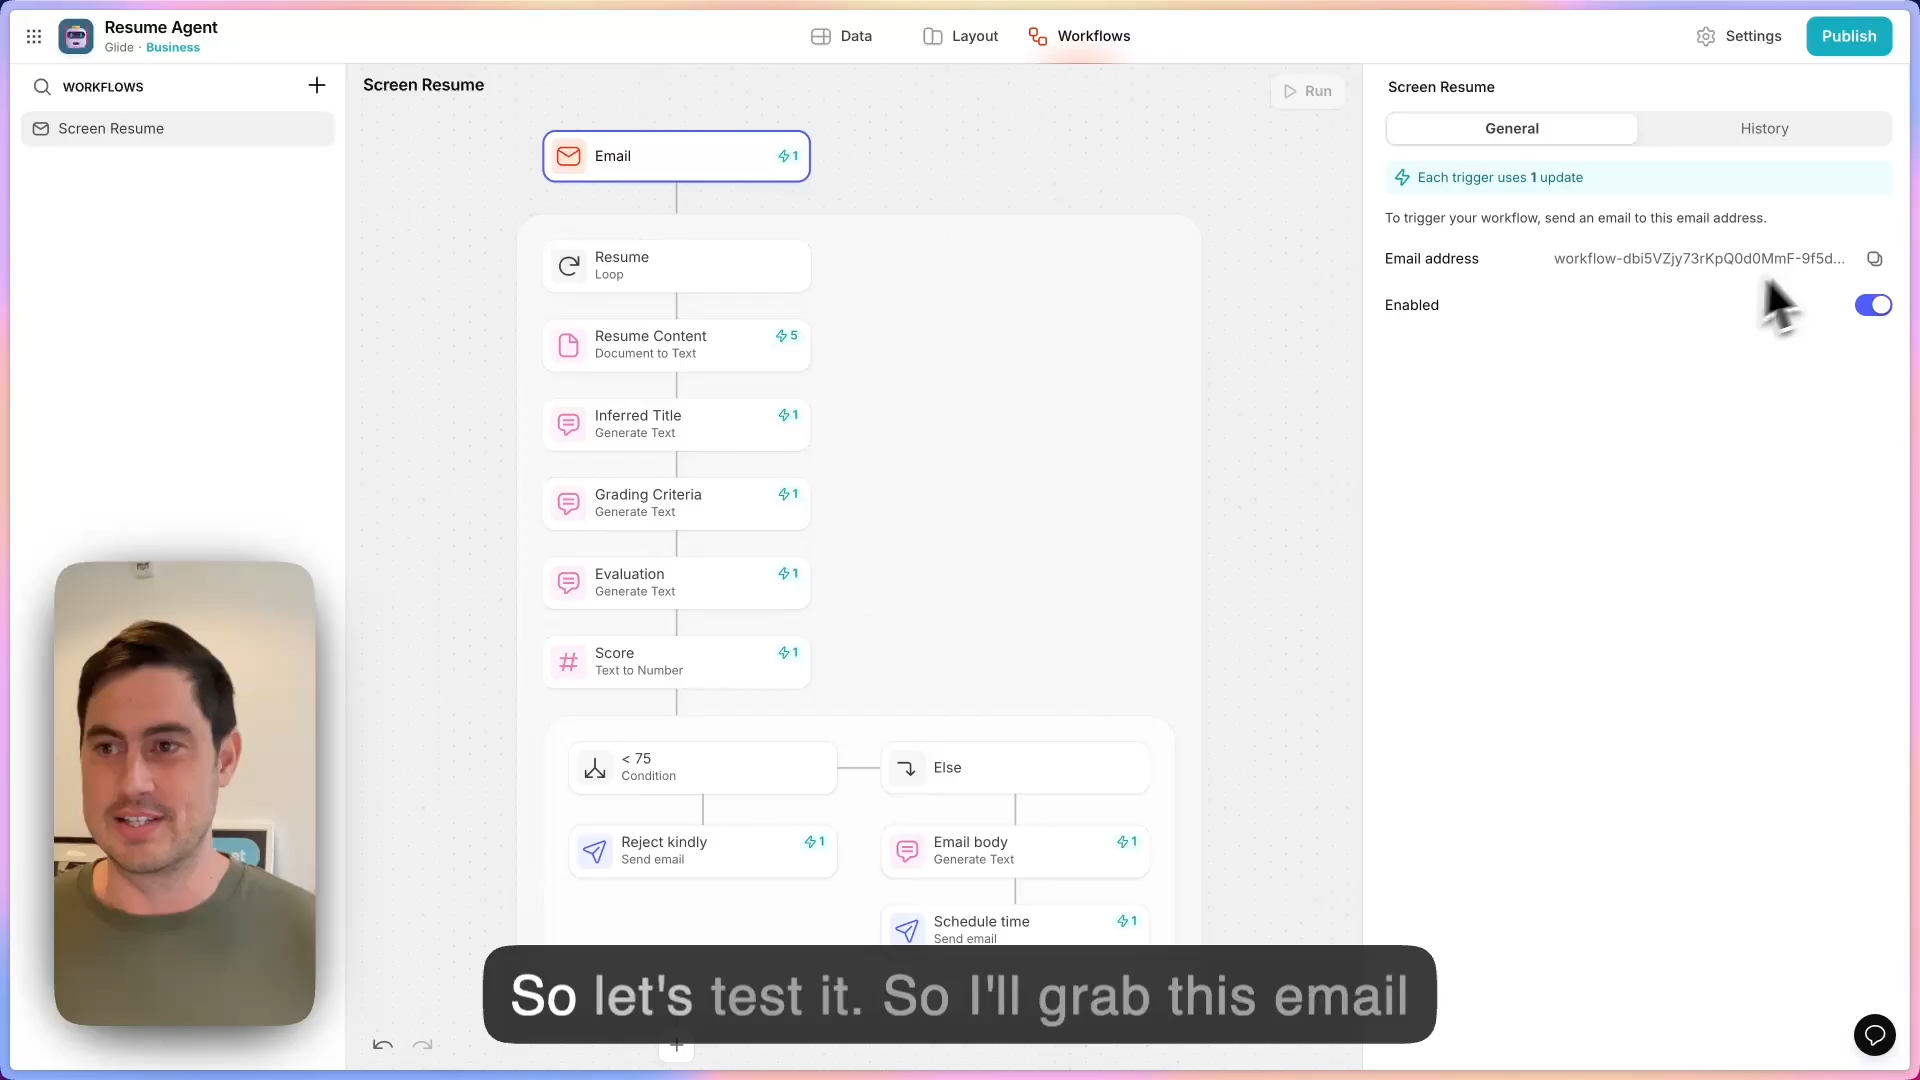 Resume Agent
Glide · Business
Data
Layout
Workflows
Settings
Publish
WORKFLOWS
Screen Resume
Screen Resume
Run
Email
1
Resume
Loop
Resume Content
5
Document to Text
Inferred Title
1
Generate Text
Grading Criteria
1
Generate Text
Evaluation
1
Generate Text
Score
1
Text to Number
< 75
Condition
Else
Reject kindly
1
Send email
Email body
1
Generate Text
Schedule time
1
Send email
Screen Resume
General
History
Each trigger uses 1 update
To trigger your workflow, send an email to this email address.
Email address
workflow-dbi5VZjy73rKpQ0d0MmF-9f5d...
Enabled
So let's test it. So I'll grab this email